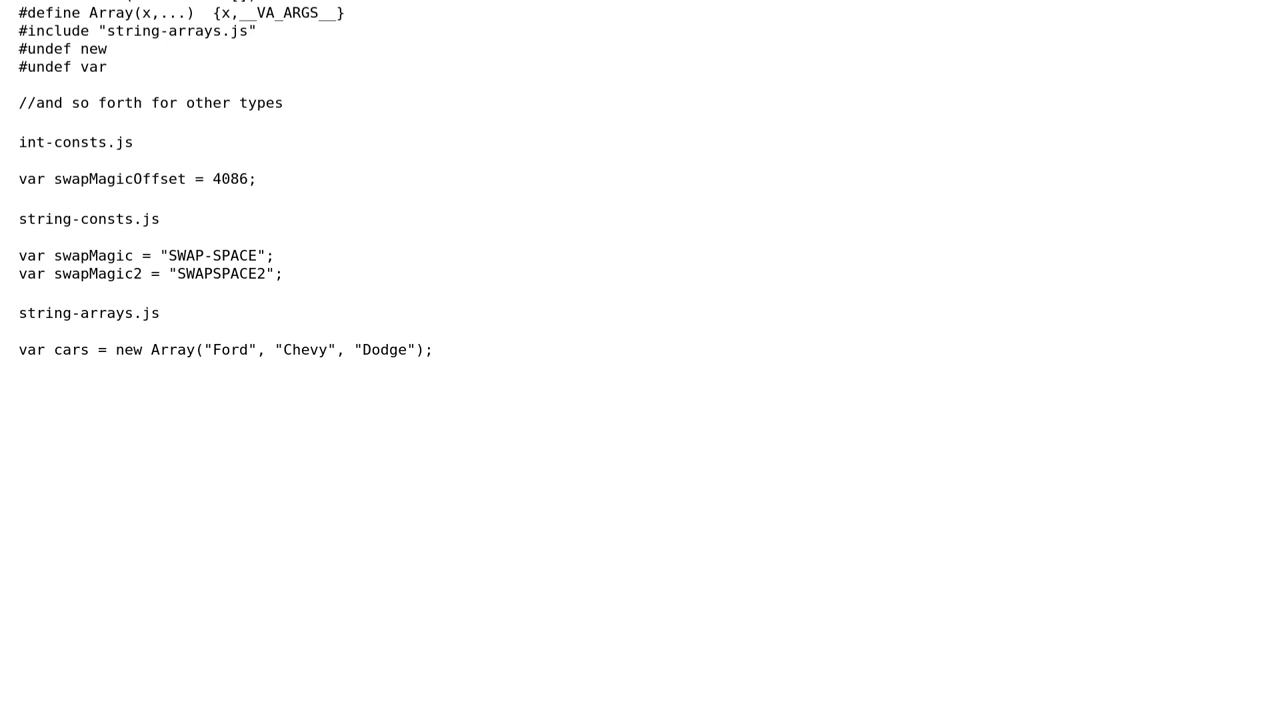 #define Array(x,...)  {x,__VA_ARGS__}
#include "string-arrays.js"
#undef new
#undef var
//and so forth for other types
int-consts.js
var swapMagicOffset = 4086;
string-consts.js
var swapMagic = "SWAP-SPACE";
var swapMagic2 = "SWAPSPACE2";
string-arrays.js
var cars = new Array("Ford", "Chevy", "Dodge");